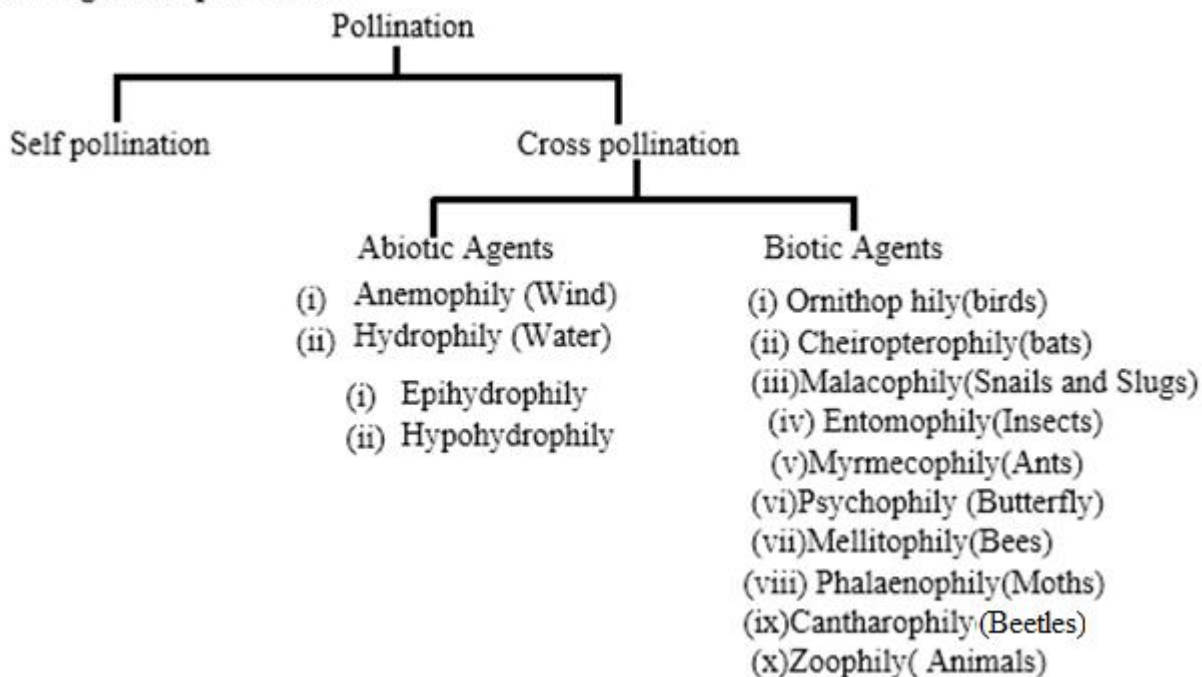 Pollination
Self pollination
Cross pollination
Abiotic Agents
(i) Anemophily (Wind)
(ii) Hydrophily (Water)
(i) Epihydrophily
(ii) Hypohydrophily
Biotic Agents
(i) Ornithop hily(birds)
(ii) Cheiropterophily(bats)
(iii)Malacophily(Snails and Slugs)
(iv) Entomophily(Insects)
(v)Myrmecophily(Ants)
(vi)Psychophily (Butterfly)
(vii)Mellitophily(Bees)
(viii) Phalaenophily(Moths)
(ix)Cantharophily(Beetles)
(x)Zoophily( Animals)